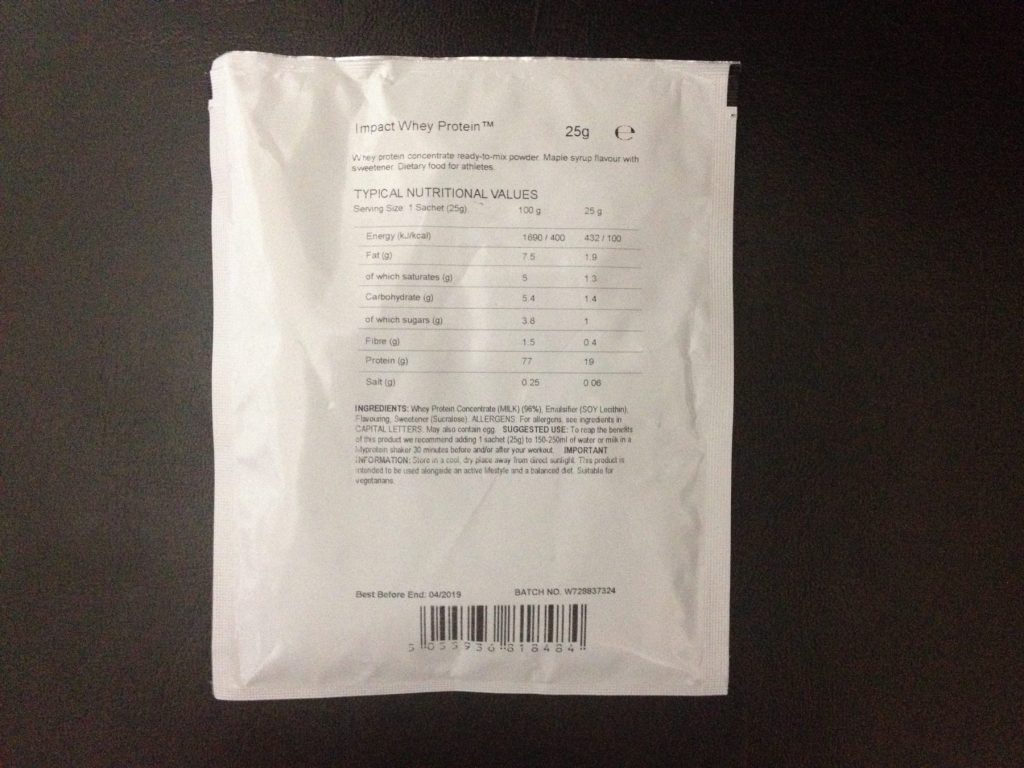 Impact Whey Protein™ 25g ℮
Whey protein concentrate ready-to-mix powder. Maple syrup flavour with
sweetener. Dietary food for athletes.
TYPICAL NUTRITIONAL VALUES
Serving Size: 1 Sachet (25g) 100 g 25 g
Energy (kJ/kcal) 1690 / 400 432 / 100
Fat (g) 7.5 1.9
of which saturates (g) 5 1.3
Carbohydrate (g) 5.4 1.4
of which sugars (g) 3.8 1
Fibre (g) 1.5 0.4
Protein (g) 77 19
Salt (g) 0.25 0.06
INGREDIENTS: Whey Protein Concentrate (MILK) (96%), Emulsifier (SOY Lecithin),
Flavouring, Sweetener (Sucralose). ALLERGENS: For allergens, see ingredients in
CAPITAL LETTERS. May also contain egg. SUGGESTED USE: To reap the benefits
of this product we recommend adding 1 sachet (25g) to 150-250ml of water or milk in a
Myprotein shaker 30 minutes before and/or after your workout. IMPORTANT
INFORMATION: Store in a cool, dry place away from direct sunlight. This product is
intended to be used alongside an active lifestyle and a balanced diet. Suitable for
vegetarians.
Best Before End: 04/2019 BATCH NO. W729837324
5 055936 818484